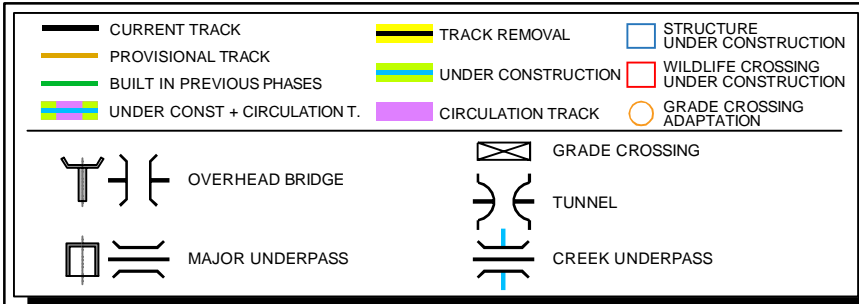 CURRENT TRACK
PROVISIONAL TRACK
BUILT IN PREVIOUS PHASES
UNDER CONST + CIRCULATION T.
TRACK REMOVAL
UNDER CONSTRUCTION
CIRCULATION TRACK
STRUCTURE
UNDER CONSTRUCTION
WILDLIFE CROSSING
UNDER CONSTRUCTION
GRADE CROSSING
ADAPTATION
OVERHEAD BRIDGE
MAJOR UNDERPASS
GRADE CROSSING
TUNNEL
CREEK UNDERPASS